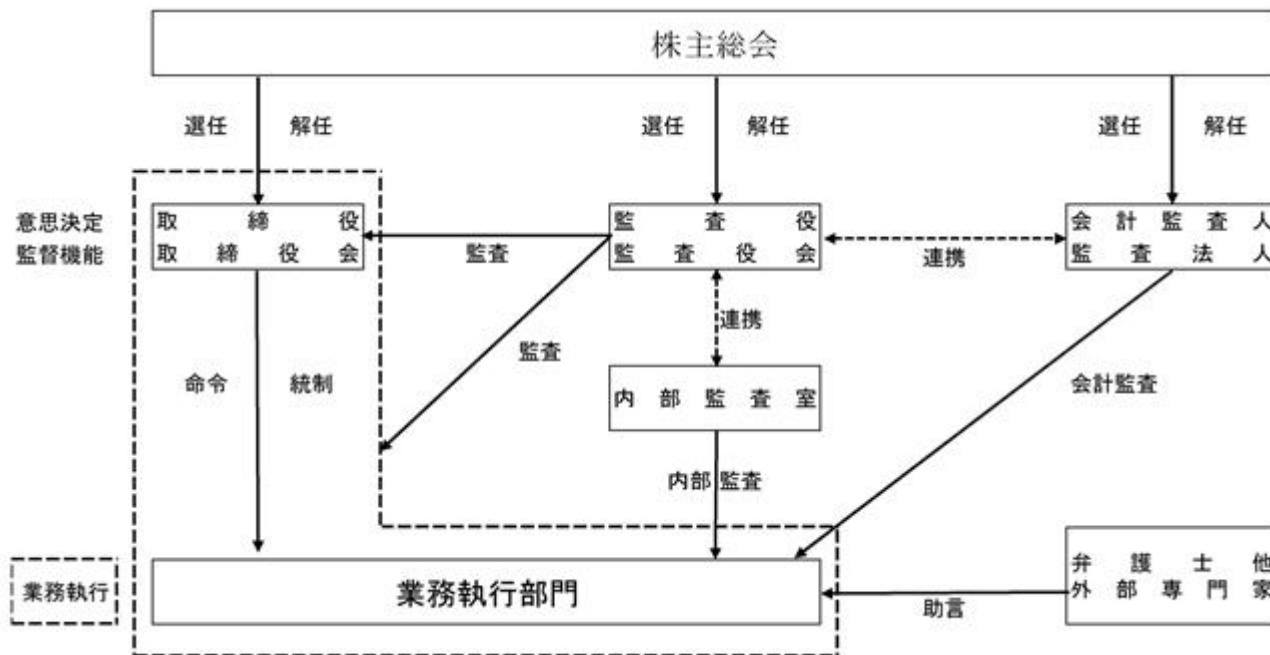 株主総会
選任 解任
選任 解任
選任 解任
意思決定
監督機能
取締役
取締役会
監査
監査役
監査役会
連携
会計監査人
監査法人
連携
監査
命令 統制
内部監査室
会計監査
内部監査
業務執行
業務執行部門
助言
弁護士他
外部専門家